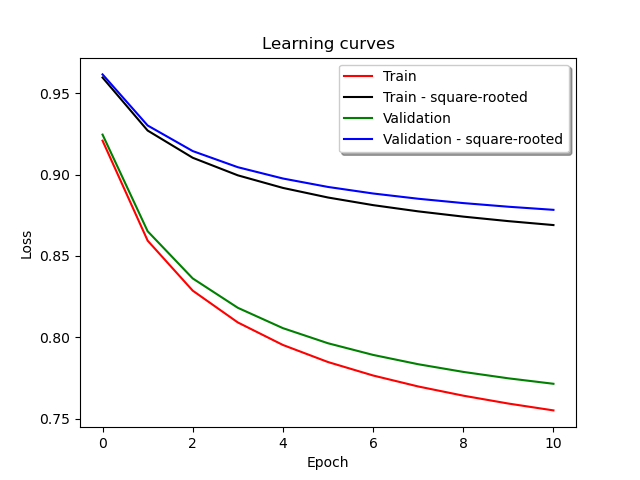 Learning curves
Train
Train - square-rooted
Validation
Validation - square-rooted
Loss
0.95
0.90
0.85
0.80
0.75
0 2 4 6 8 10
Epoch